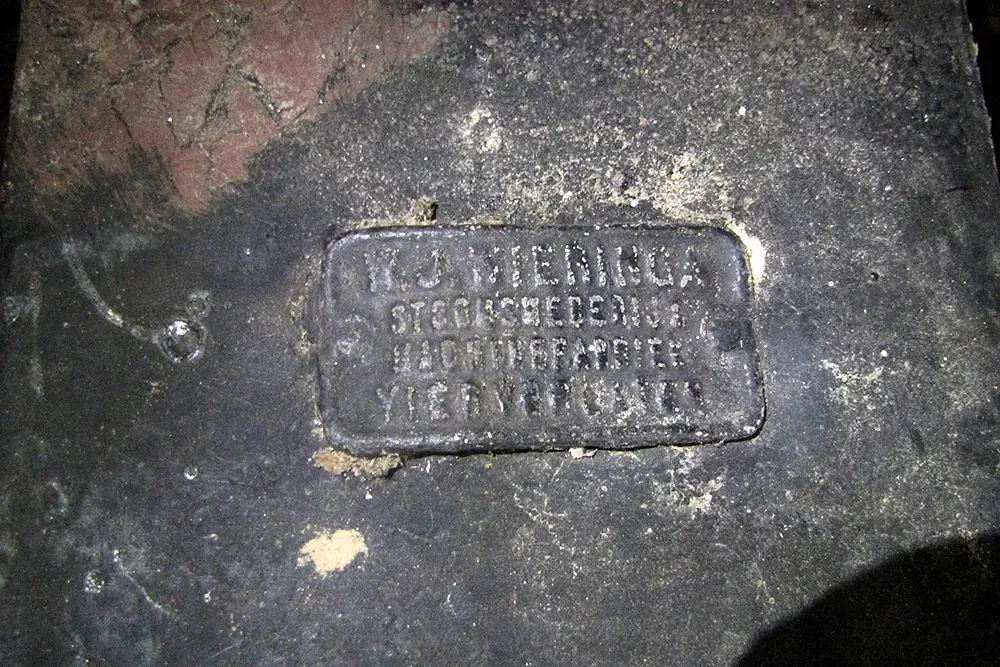 W.J. WIERINGA
STOOMSMEDERIJ &
MACHINEFABRIEK
VIERVERLATEN